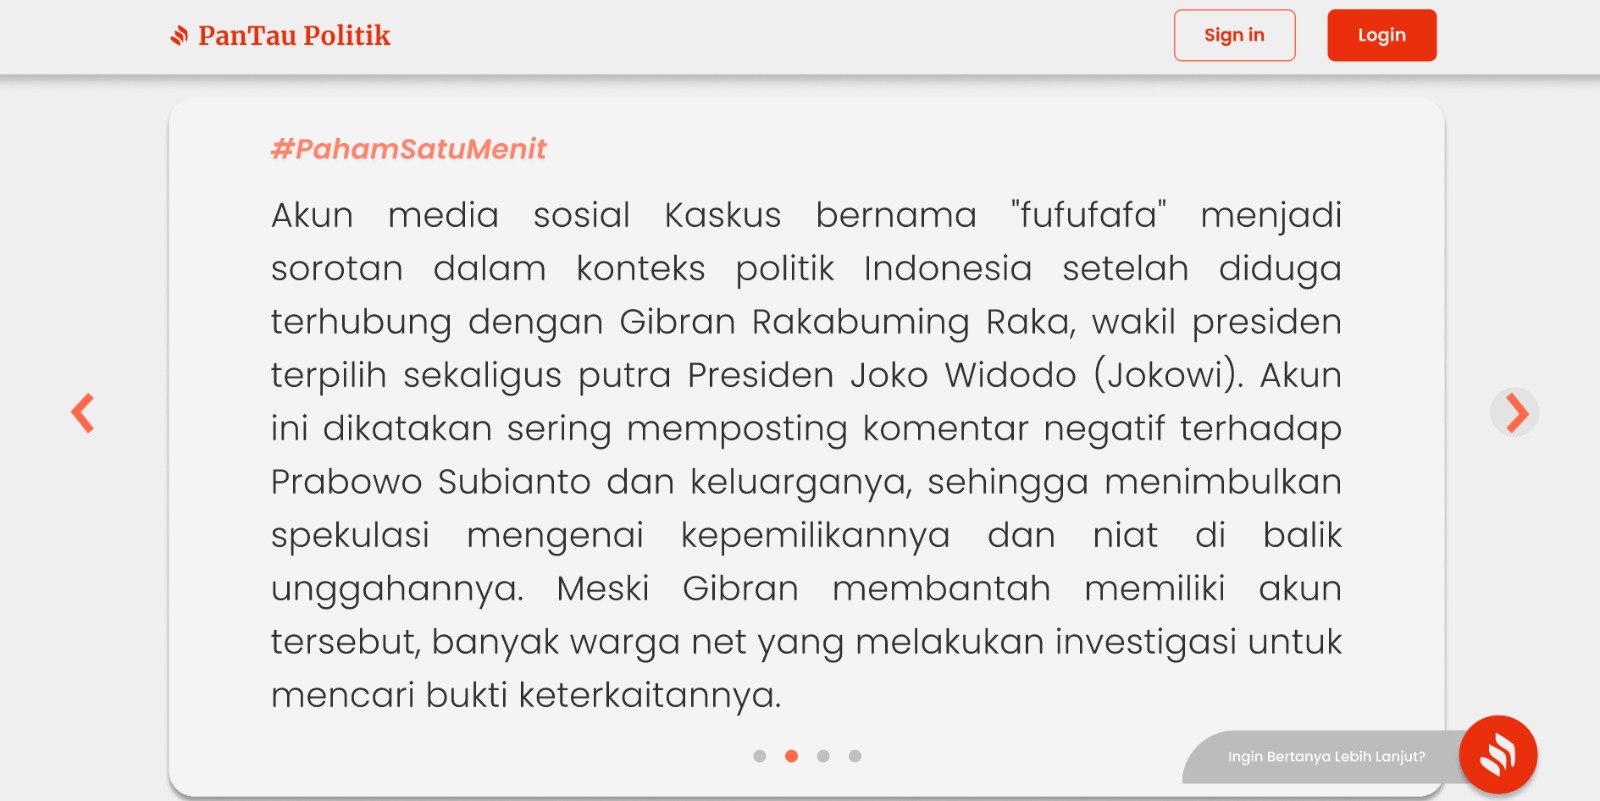 PanTau Politik
Sign in
Login
#PahamSatuMenit
Akun media sosial Kaskus bernama "fufufafa" menjadi
sorotan dalam konteks politik Indonesia setelah diduga
terhubung dengan Gibran Rakabuming Raka, wakil presiden
terpilih sekaligus putra Presiden Joko Widodo (Jokowi). Akun
ini dikatakan sering memposting komentar negatif terhadap
Prabowo Subianto dan keluarganya, sehingga menimbulkan
spekulasi mengenai kepemilikannya dan niat di balik
unggahannya. Meski Gibran membantah memiliki akun
tersebut, banyak warga net yang melakukan investigasi untuk
mencari bukti keterkaitannya.
Ingin Bertanya Lebih Lanjut?